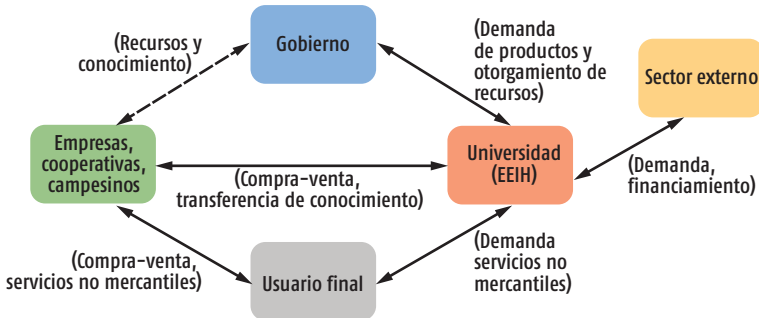 (Recursos y
conocimiento)
Gobierno
(Demanda
de productos y
otorgamiento de
recursos)
Sector externo
Empresas,
cooperativas,
campesinos
(Compra-venta,
transferencia de conocimiento)
Universidad
(EEIH)
(Demanda,
financiamiento)
(Compra-venta,
servicios no mercantiles)
Usuario final
(Demanda
servicios no
mercantiles)